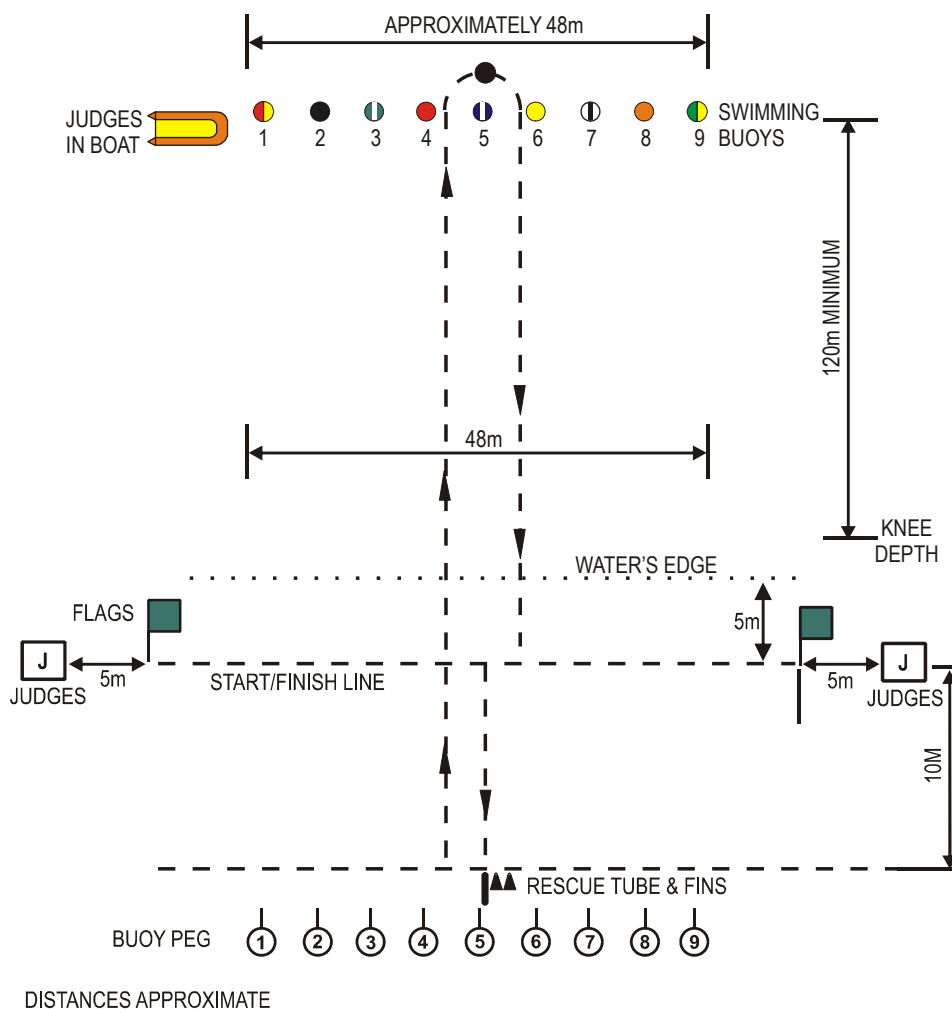 APPROXIMATELY 48m
JUDGES
IN BOAT
1 2 3 4 5 6 7 8 9
SWIMMING
BUOYS
120m MINIMUM
48m
KNEE
DEPTH
WATER'S EDGE
FLAGS
5m
J
JUDGES
5m
START/FINISH LINE
5m
J
JUDGES
10M
RESCUE TUBE & FINS
BUOY PEG
1 2 3 4 5 6 7 8 9
DISTANCES APPROXIMATE